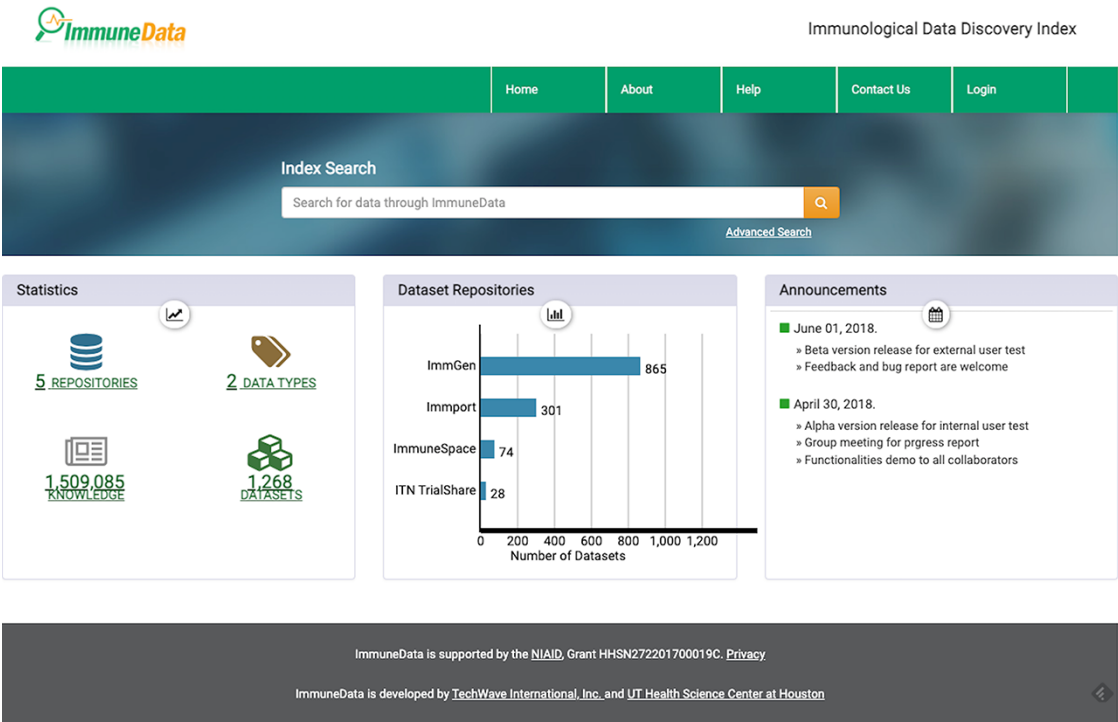 ImmuneData
Immunological Data Discovery Index
Home About Help Contact Us Login
Index Search
Search for data through ImmuneData
Advanced Search
Statistics
5 REPOSITORIES
2 DATA TYPES
1,509,085
KNOWLEDGE
1,268
DATASETS
Dataset Repositories
ImmGen 865
Immport 301
ImmuneSpace 74
ITN TrialShare 28
0 200 400 600 800 1,000 1,200
Number of Datasets
Announcements
June 01, 2018.
» Beta version release for external user test
» Feedback and bug report are welcome
April 30, 2018.
» Alpha version release for internal user test
» Group meeting for prgress report
» Functionalities demo to all collaborators
ImmuneData is supported by the NIAID, Grant HHSN272201700019C. Privacy
ImmuneData is developed by TechWave International, Inc. and UT Health Science Center at Houston